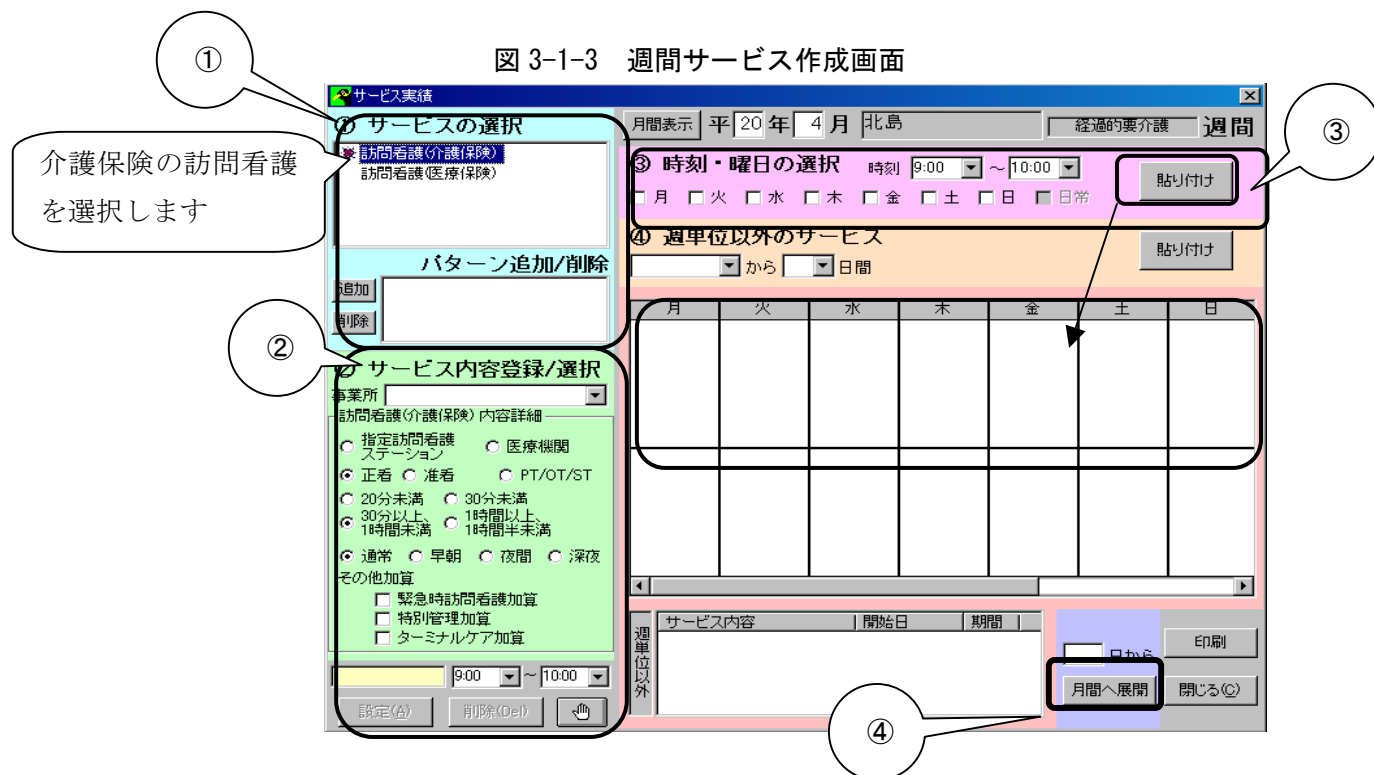 ①
図 3-1-3 週間サービス作成画面
サービス実績
① サービスの選択
訪問看護(介護保険)
訪問看護(医療保険)
介護保険の訪問看護
を選択します
パターン追加/削除
追加
削除
②
② サービス内容登録/選択
事業所
訪問看護(介護保険) 内容詳細
指定訪問看護ステーション 医療機関
正看 准看 PT/OT/ST
20分未満 30分未満
30分以上、1時間未満 1時間以上、1時間半未満
通常 早朝 夜間 深夜
その他加算
緊急時訪問看護加算
特別管理加算
ターミナルケア加算
9:00 ~ 10:00
設定(A) 削除(Del)
月間表示 平 20 年 4 月 北島 経過的要介護 週間
③
③ 時刻・曜日の選択 時刻 9:00 ~ 10:00 貼り付け
月 火 水 木 金 土 日 日常
④ 週単位以外のサービス 貼り付け
から 日間
月 火 水 木 金 土 日
週単位以外
サービス内容 開始日 期間
日から 印刷
月間へ展開 閉じる(C)
④